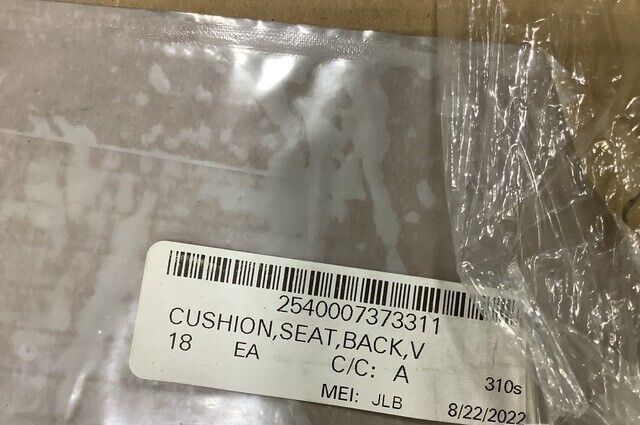 2540007373311
CUSHION,SEAT,BACK,V
18 EA C/C: A 310s
MEI: JLB 8/22/2022